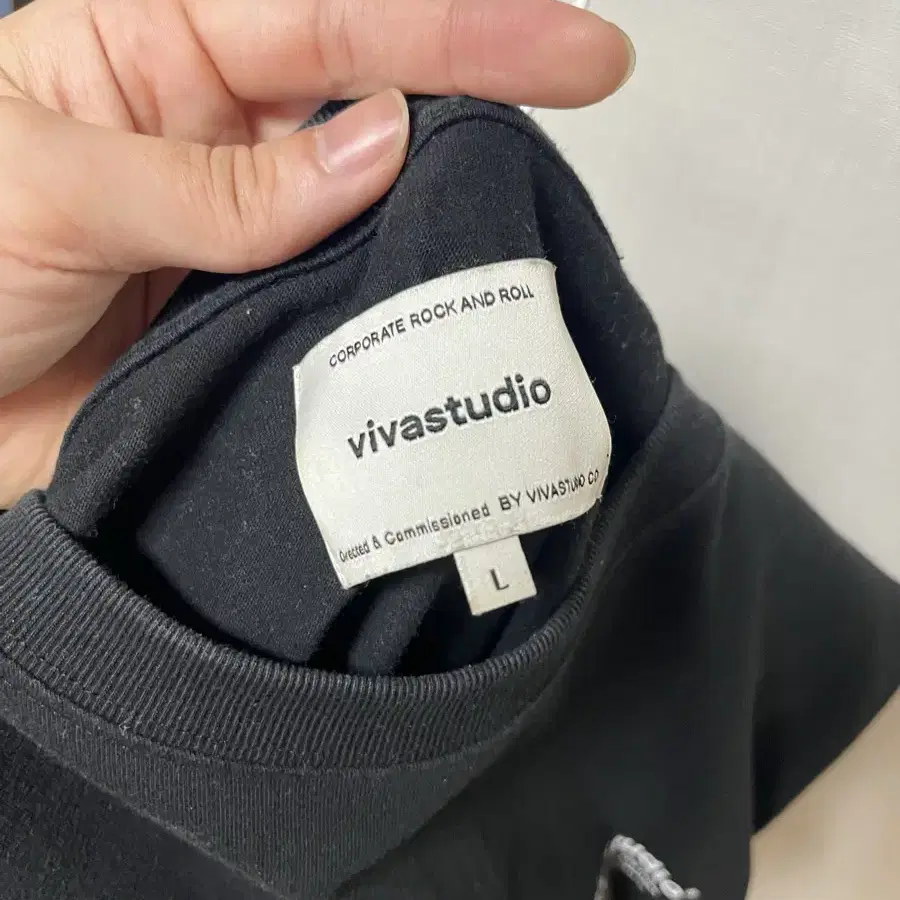 CORPORATE ROCK AND ROLL
vivastudio
Directed & Commissioned BY VIVASTUDIO CO
L